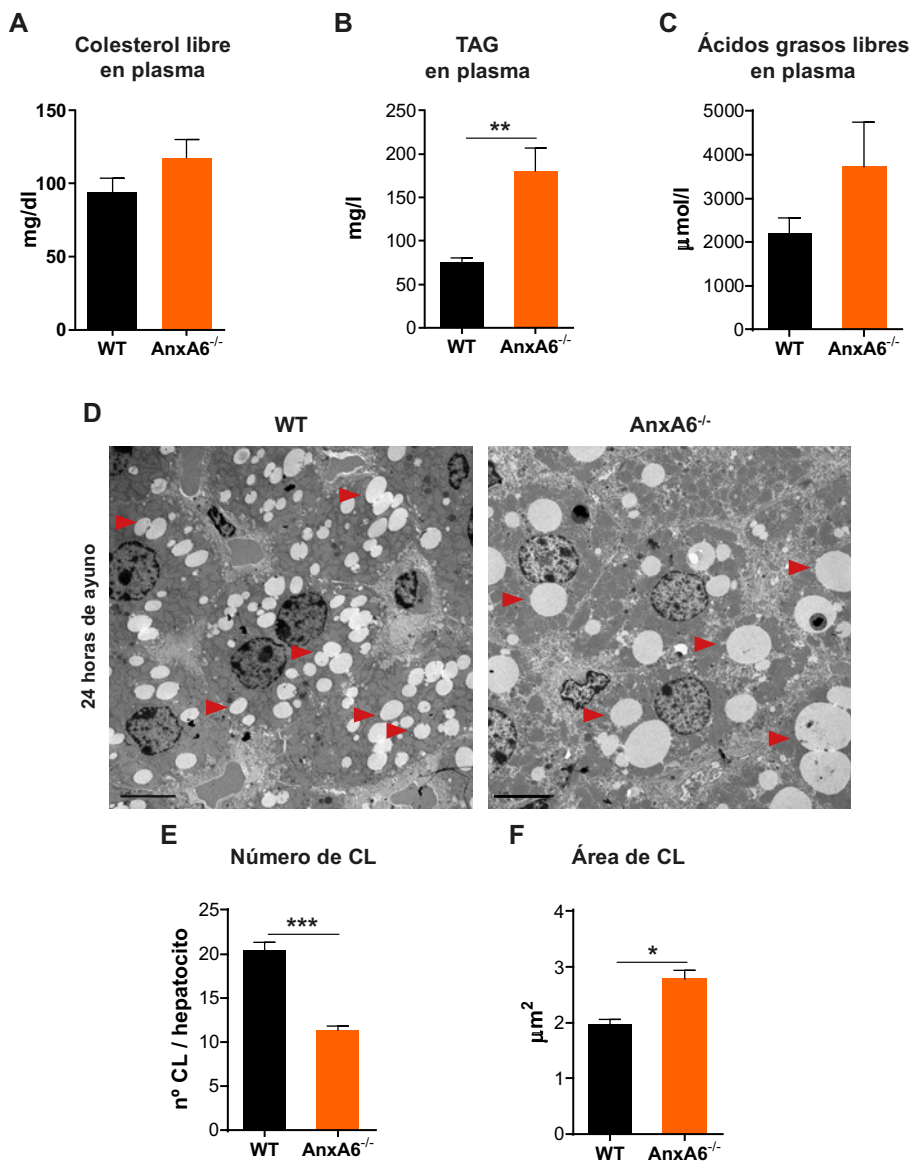 A
Colesterol libre
en plasma
150
100
50
0
mg/dl
WT
AnxA6-/-
B
TAG
en plasma
250
200
150
100
50
0
mg/l
**
WT
AnxA6-/-
C
Ácidos grasos libres
en plasma
5000
4000
3000
2000
1000
0
µmol/l
WT
AnxA6-/-
D
WT
AnxA6-/-
24 horas de ayuno
E
Número de CL
25
20
15
10
5
0
nº CL / hepatocito
***
WT
AnxA6-/-
F
Área de CL
4
3
2
1
0
µm2
*
WT
AnxA6-/-